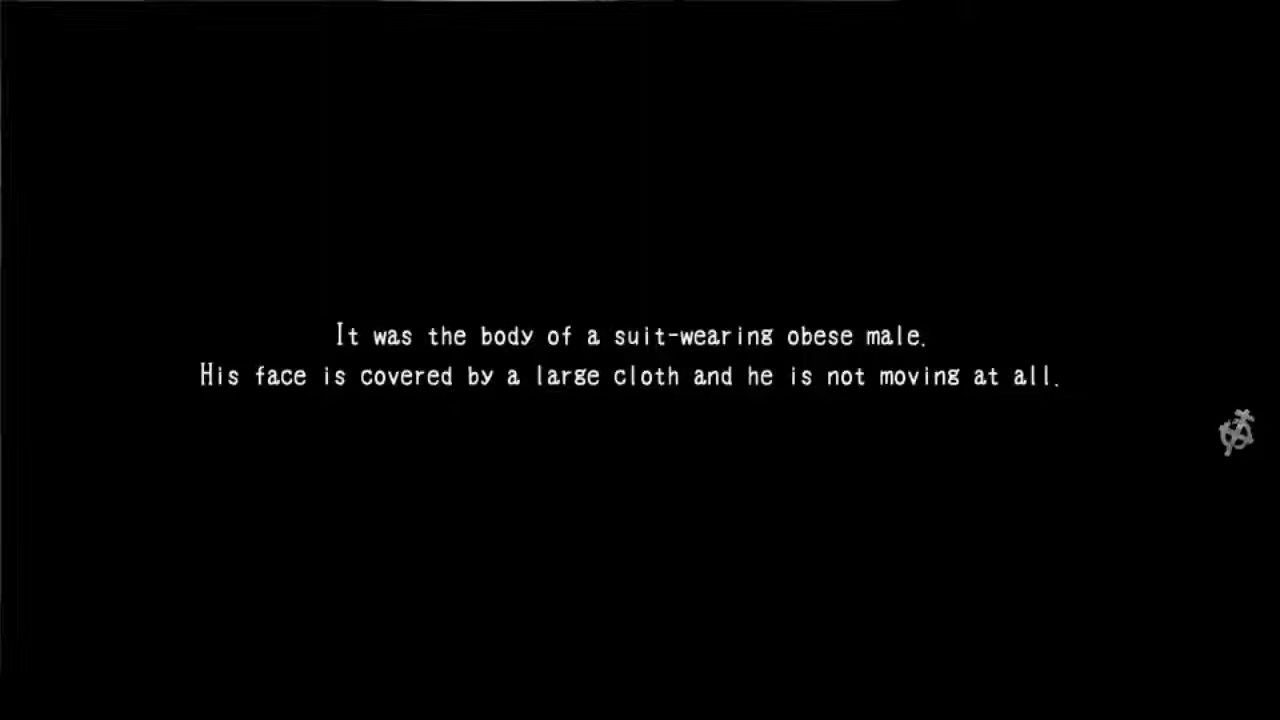 It was the body of a suit-wearing obese male.
His face is covered by a large cloth and he is not moving at all.